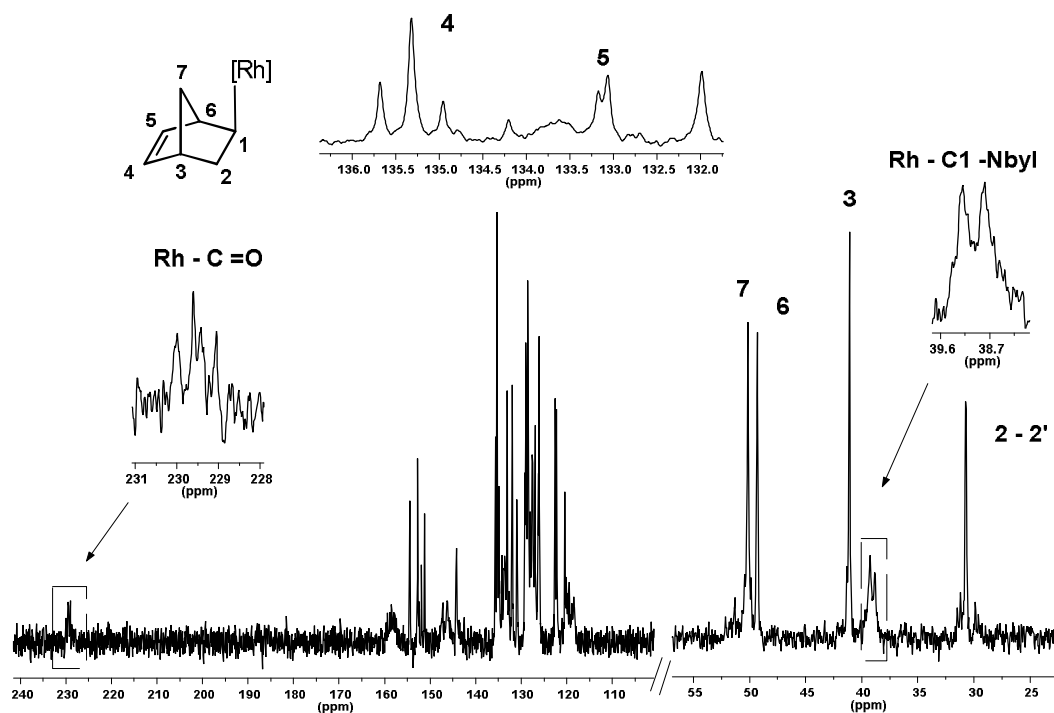 4
5
136.0 135.5 135.0 134.5 134.0 133.5 133.0 132.5 132.0
(ppm)
[Rh]
7
6
5
1
4
3
2
Rh - C1 -Nbyl
39.6 38.7
(ppm)
Rh - C =O
231 230 229 228
(ppm)
3
7
6
2 - 2'
240 230 220 210 200 190 180 170 160 150 140 130 120 110
(ppm)
55 50 45 40 35 30 25
(ppm)